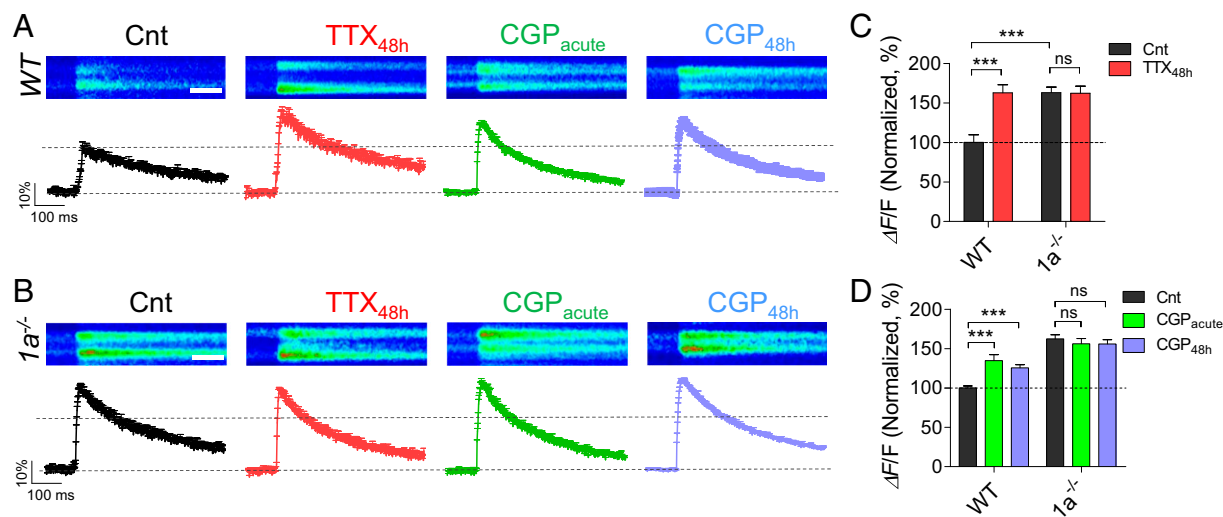 A
Cnt
TTX48h
CGPacute
CGP48h
WT
10%
100 ms
B
Cnt
TTX48h
CGPacute
CGP48h
1a-/-
10%
100 ms
C
ΔF/F (Normalized, %)
200
150
100
50
0
***
***
ns
Cnt
TTX48h
WT
1a-/-
D
ΔF/F (Normalized, %)
200
150
100
50
0
***
***
ns
ns
Cnt
CGPacute
CGP48h
WT
1a-/-